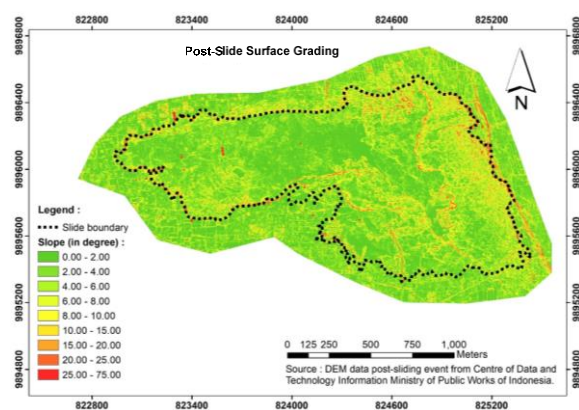 822800 823400 824000 824600 825200
Post-Slide Surface Grading
9896800 9896800
9896400 9896400
N
9896000 9896000
9895600 9895600
9895200 9895200
9894800 9894800
Legend :
Slide boundary
Slope (in degree) :
0.00 - 2.00
2.00 - 4.00
4.00 - 6.00
6.00 - 8.00
8.00 - 10.00
10.00 - 15.00
15.00 - 20.00
20.00 - 25.00
25.00 - 75.00
0 125 250 500 750 1,000
Meters
Source : DEM data post-sliding event from Centre of Data and
Technology Information Ministry of Public Works of Indonesia.
822800 823400 824000 824600 825200